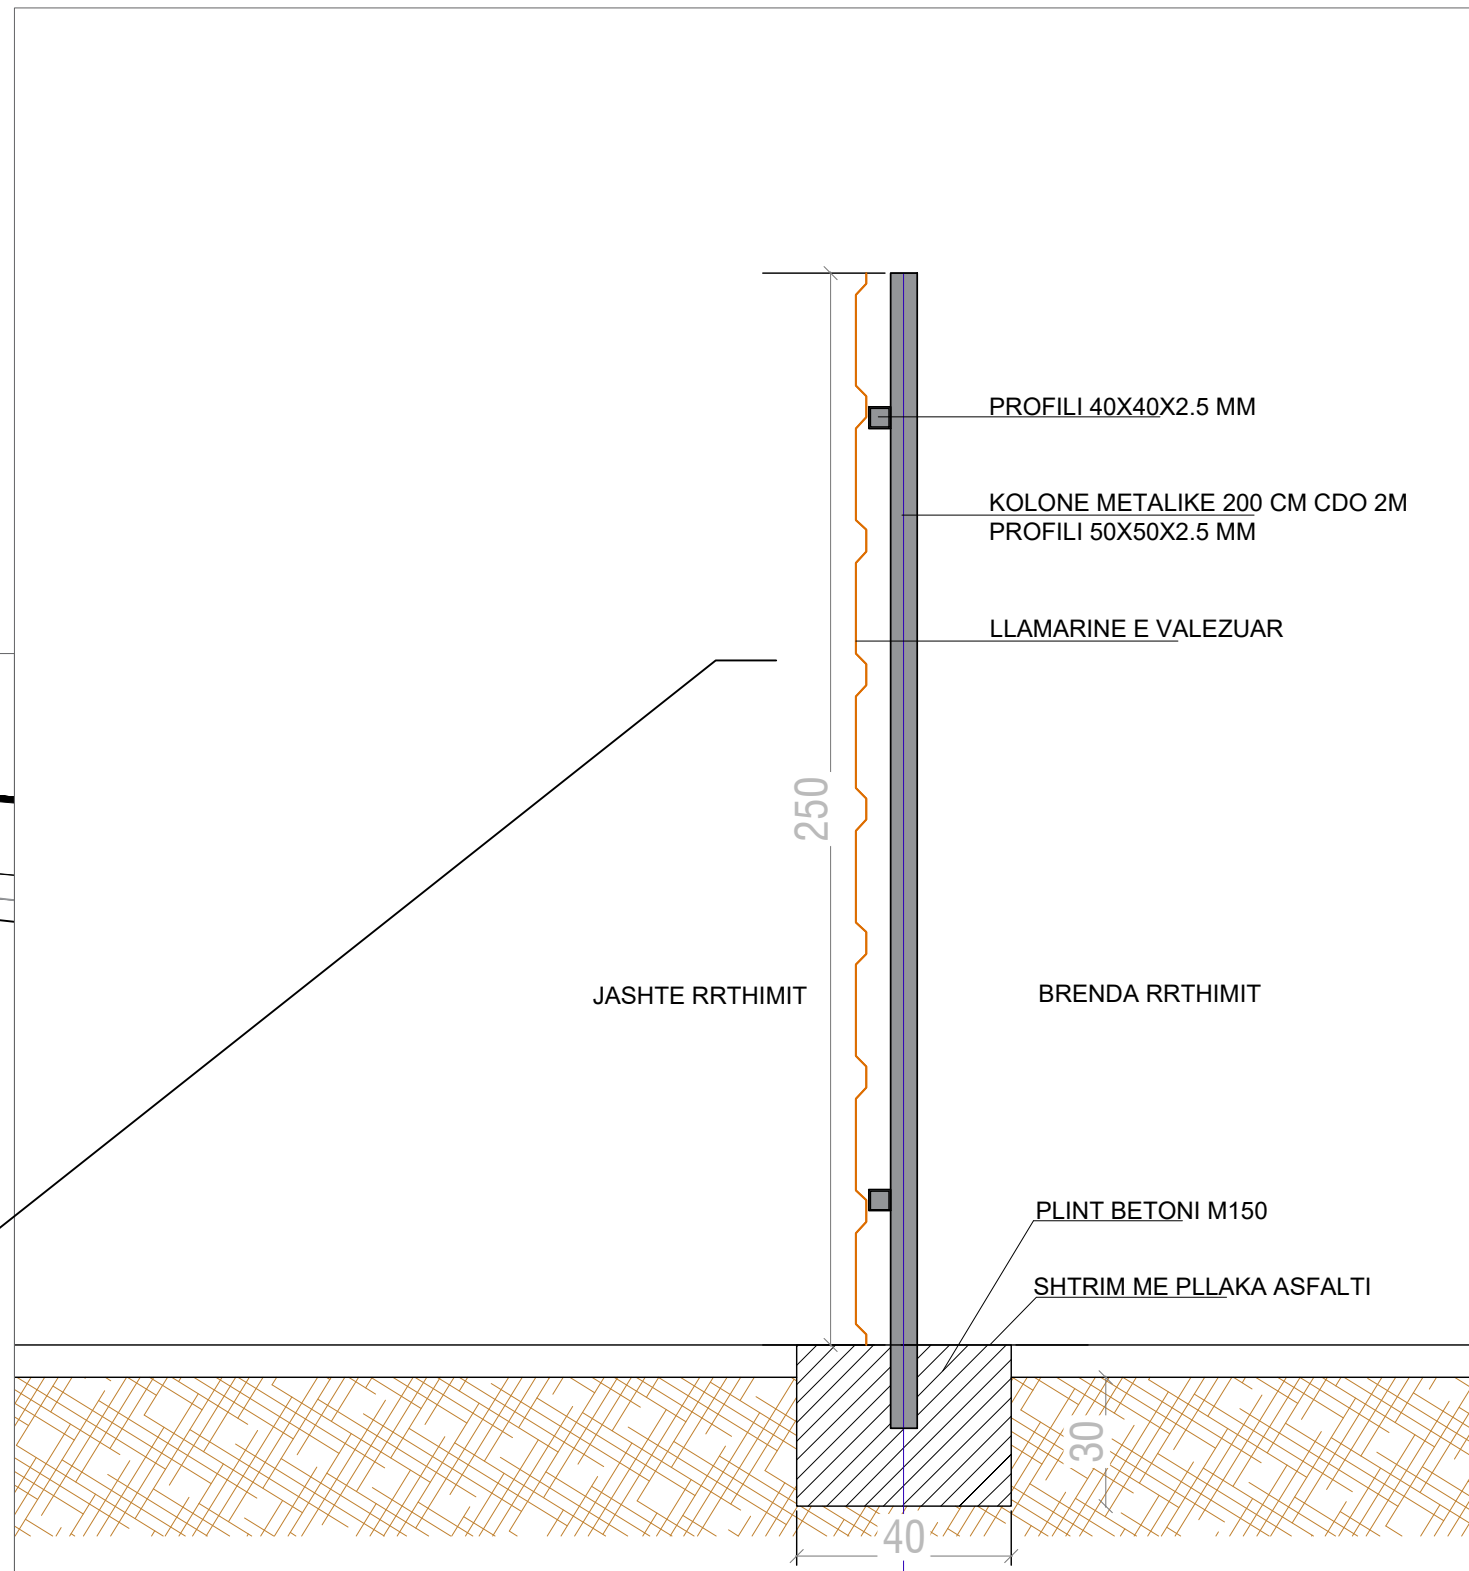 PROFILI 40X40X2.5 MM
KOLONE METALIKE 200 CM CDO 2M
PROFILI 50X50X2.5 MM
LLAMARINE E VALEZUAR
250
JASHTE RRTHIMIT
BRENDA RRTHIMIT
PLINT BETONI M150
SHTRIM ME PLLAKA ASFALTI
30
40